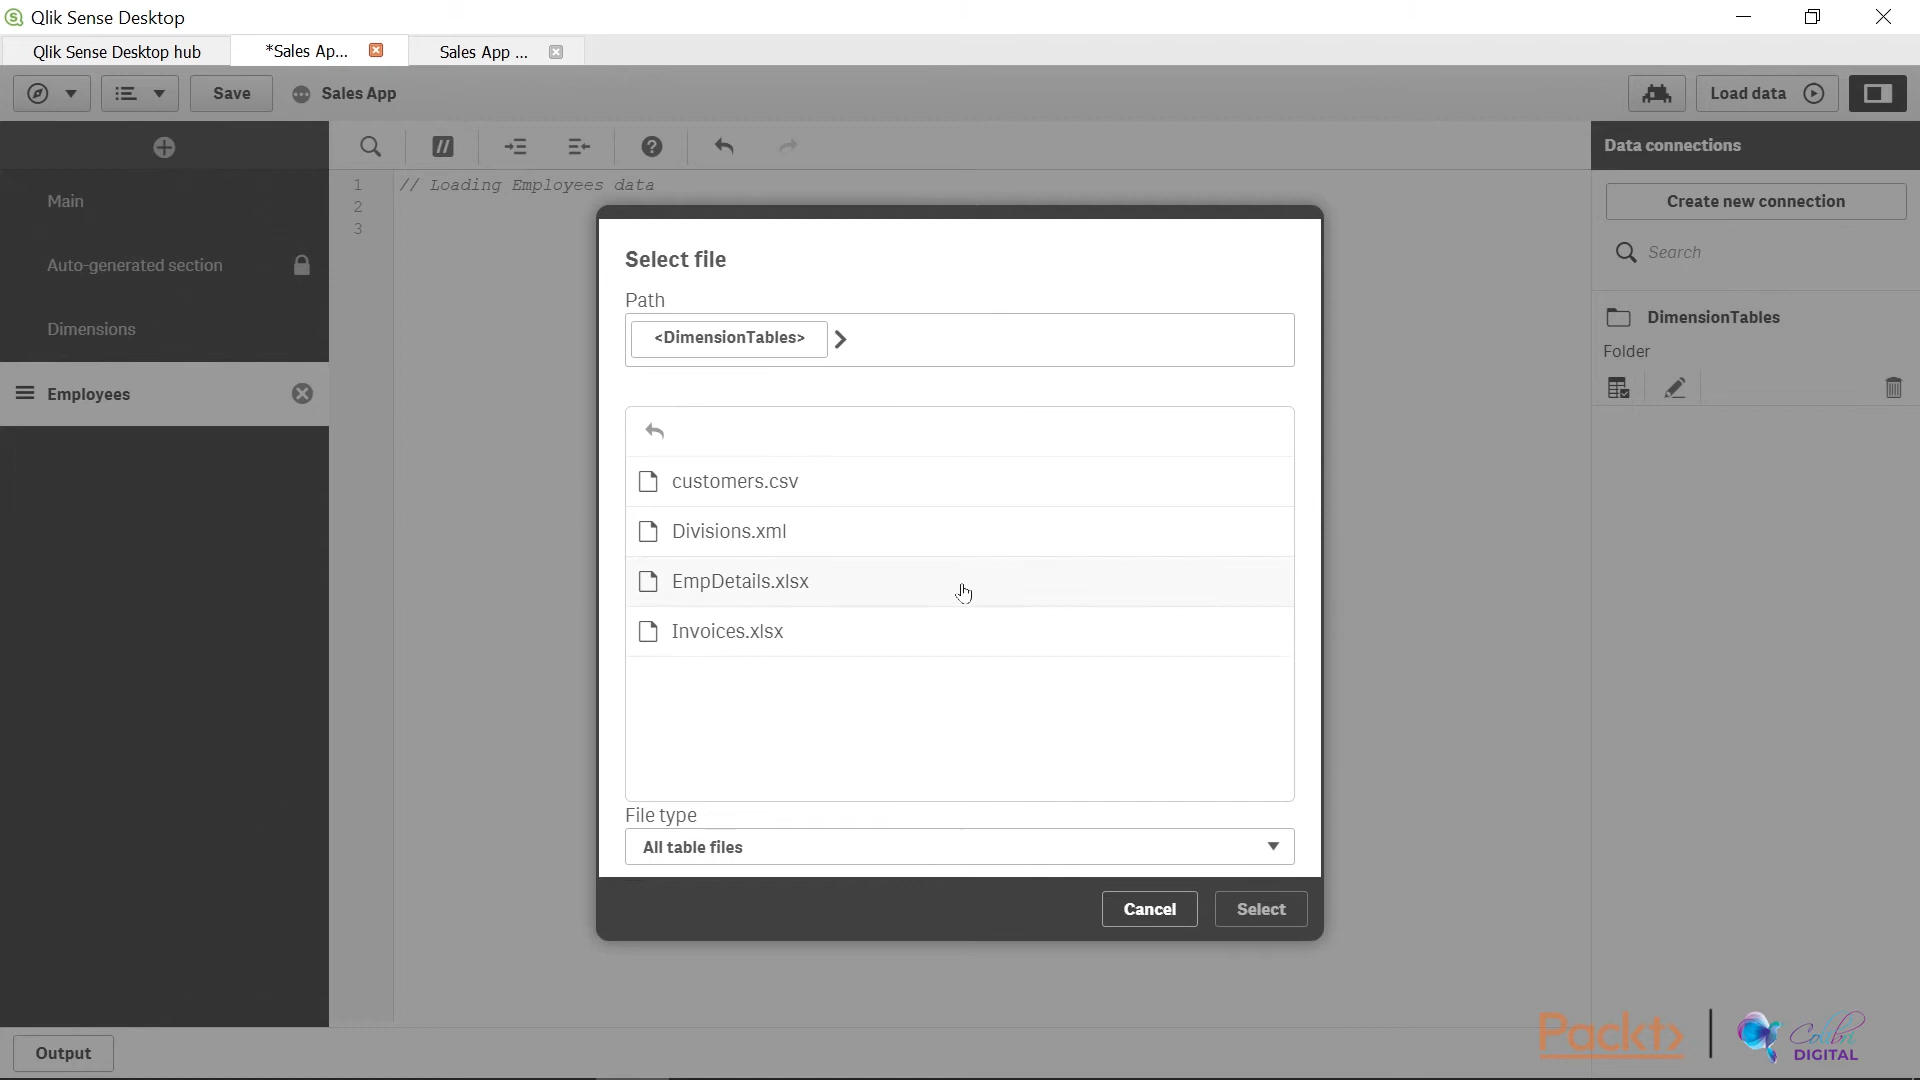 Qlik Sense Desktop
Qlik Sense Desktop hub
*Sales Ap...
Sales App ...
Save
Sales App
Load data
Data connections
1
// Loading Employees data
2
3
Main
Auto-generated section
Dimensions
Employees
Create new connection
Search
DimensionTables
Folder
Select file
Path
<DimensionTables>
customers.csv
Divisions.xml
EmpDetails.xlsx
Invoices.xlsx
File type
All table files
Cancel
Select
Output
Packt>
Colibri
DIGITAL